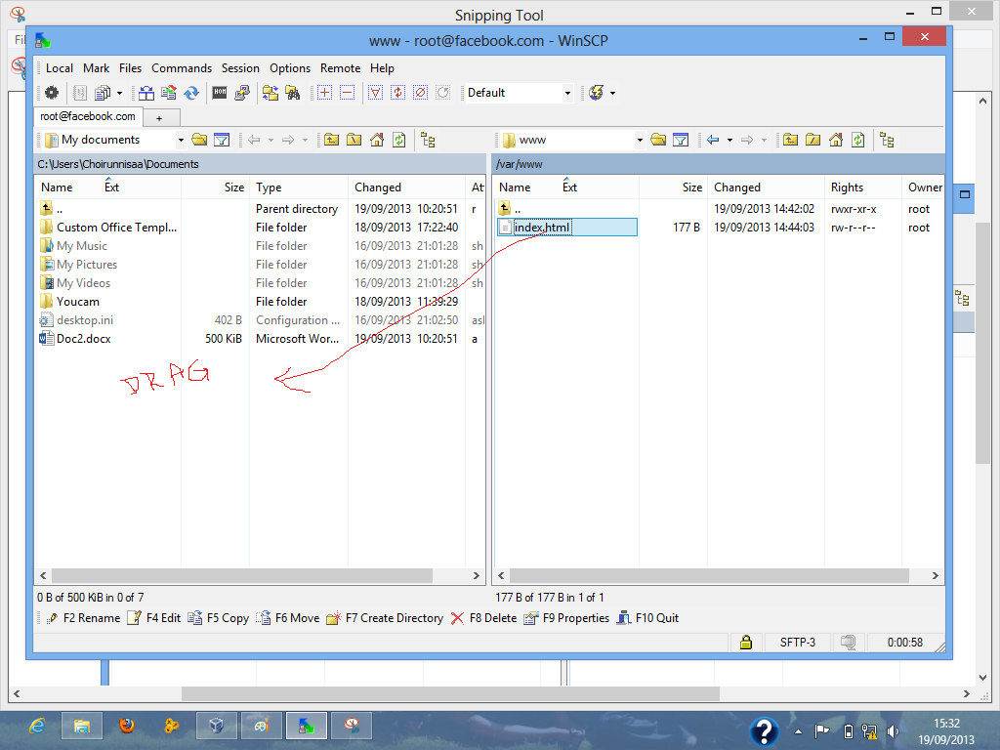 Snipping Tool
Fil
www - root@facebook.com - WinSCP
Local Mark Files Commands Session Options Remote Help
Default
root@facebook.com +
My documents www
C:\Users\Choirunnisaa\Documents /var/www
Name Ext Size Type Changed At Name Ext Size Changed Rights Owner
.. Parent directory 19/09/2013 10:20:51 r .. 19/09/2013 14:42:02 rwxr-xr-x root
Custom Office Templ... File folder 18/09/2013 17:22:40 index.html 177 B 19/09/2013 14:44:03 rw-r--r-- root
My Music File folder 16/09/2013 21:01:28 sh
My Pictures File folder 16/09/2013 21:01:28 sh
My Videos File folder 16/09/2013 21:01:28 sh
Youcam File folder 18/09/2013 11:39:29
desktop.ini 402 B Configuration ... 16/09/2013 21:02:50 asl
Doc2.docx 500 KiB Microsoft Wor... 19/09/2013 10:20:51 a
DRAG
0 B of 500 KiB in 0 of 7 177 B of 177 B in 1 of 1
F2 Rename F4 Edit F5 Copy F6 Move F7 Create Directory F8 Delete F9 Properties F10 Quit
SFTP-3 0:00:58
15:32
19/09/2013